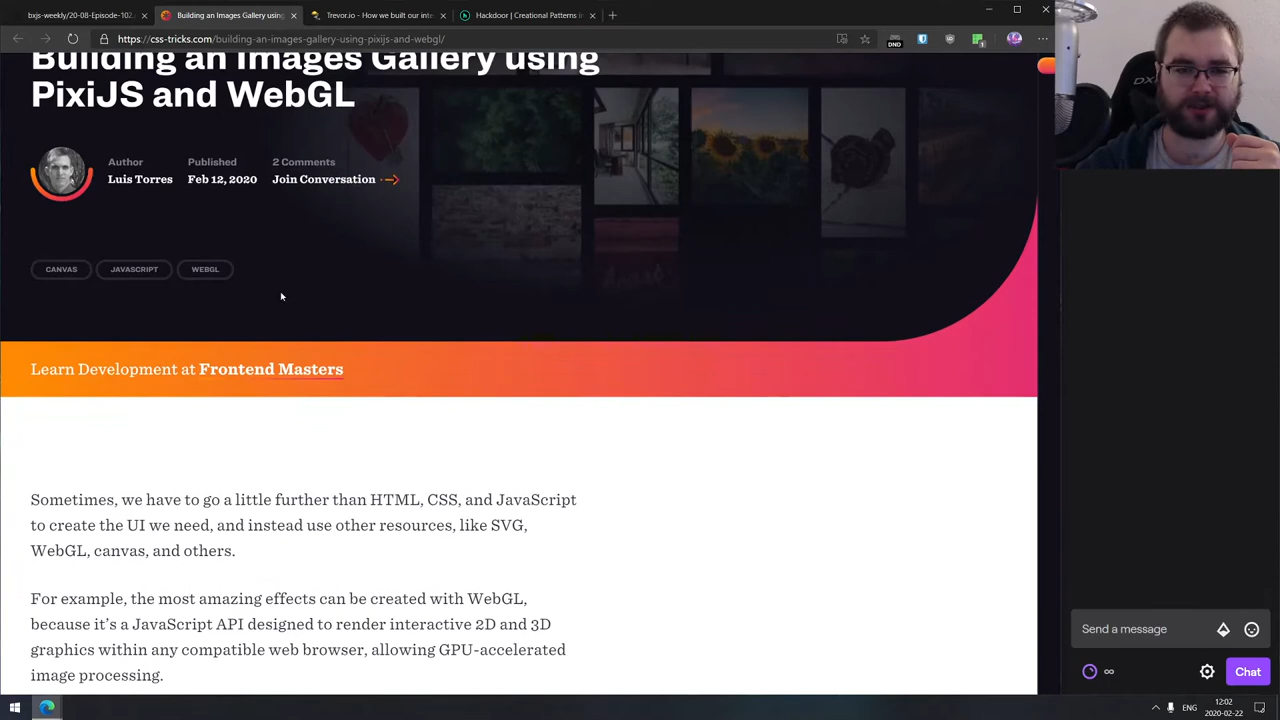 bxjs-weekly/20-08-Episode-102.
Building an Images Gallery using
Trevor.io - How we built our inte
Hackdoor | Creational Patterns in
https://css-tricks.com/building-an-images-gallery-using-pixijs-and-webgl/
DND
1
Building an Images Gallery using
PixiJS and WebGL
Author
Luis Torres
Published
Feb 12, 2020
2 Comments
Join Conversation
CANVAS
JAVASCRIPT
WEBGL
Learn Development at Frontend Masters
Sometimes, we have to go a little further than HTML, CSS, and JavaScript
to create the UI we need, and instead use other resources, like SVG,
WebGL, canvas, and others.
For example, the most amazing effects can be created with WebGL,
because it's a JavaScript API designed to render interactive 2D and 3D
graphics within any compatible web browser, allowing GPU-accelerated
image processing.
Send a message
∞
Chat
ENG
12:02
2020-02-22